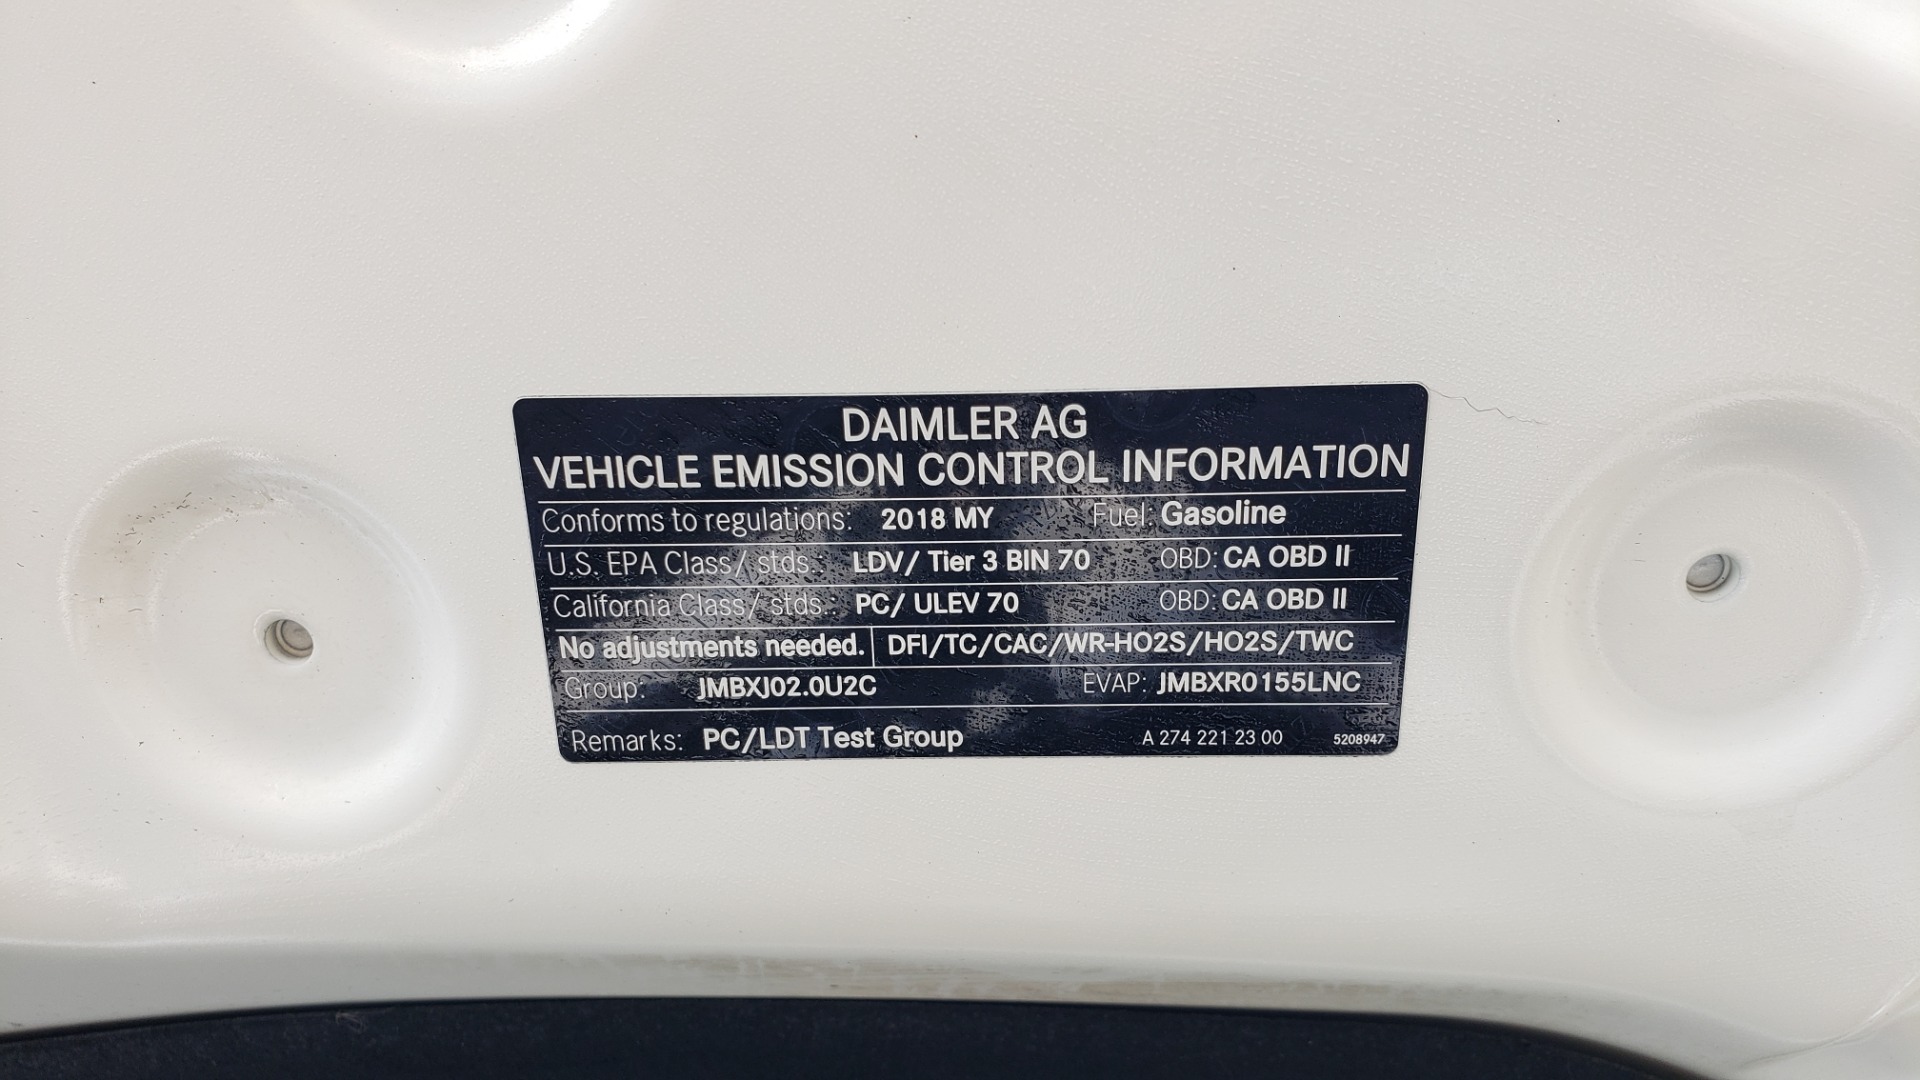 DAIMLER AG
VEHICLE EMISSION CONTROL INFORMATION
Conforms to regulations: 2018 MY Fuel: Gasoline
U.S. EPA Class/ stds.: LDV/ Tier 3 BIN 70 OBD: CA OBD II
California Class/ stds.: PC/ ULEV 70 OBD: CA OBD II
No adjustments needed. DFI/TC/CAC/WR-HO2S/HO2S/TWC
Group: JMBXJ02.0U2C EVAP: JMBXR0155LNC
Remarks: PC/LDT Test Group A 274 221 23 00 5208947